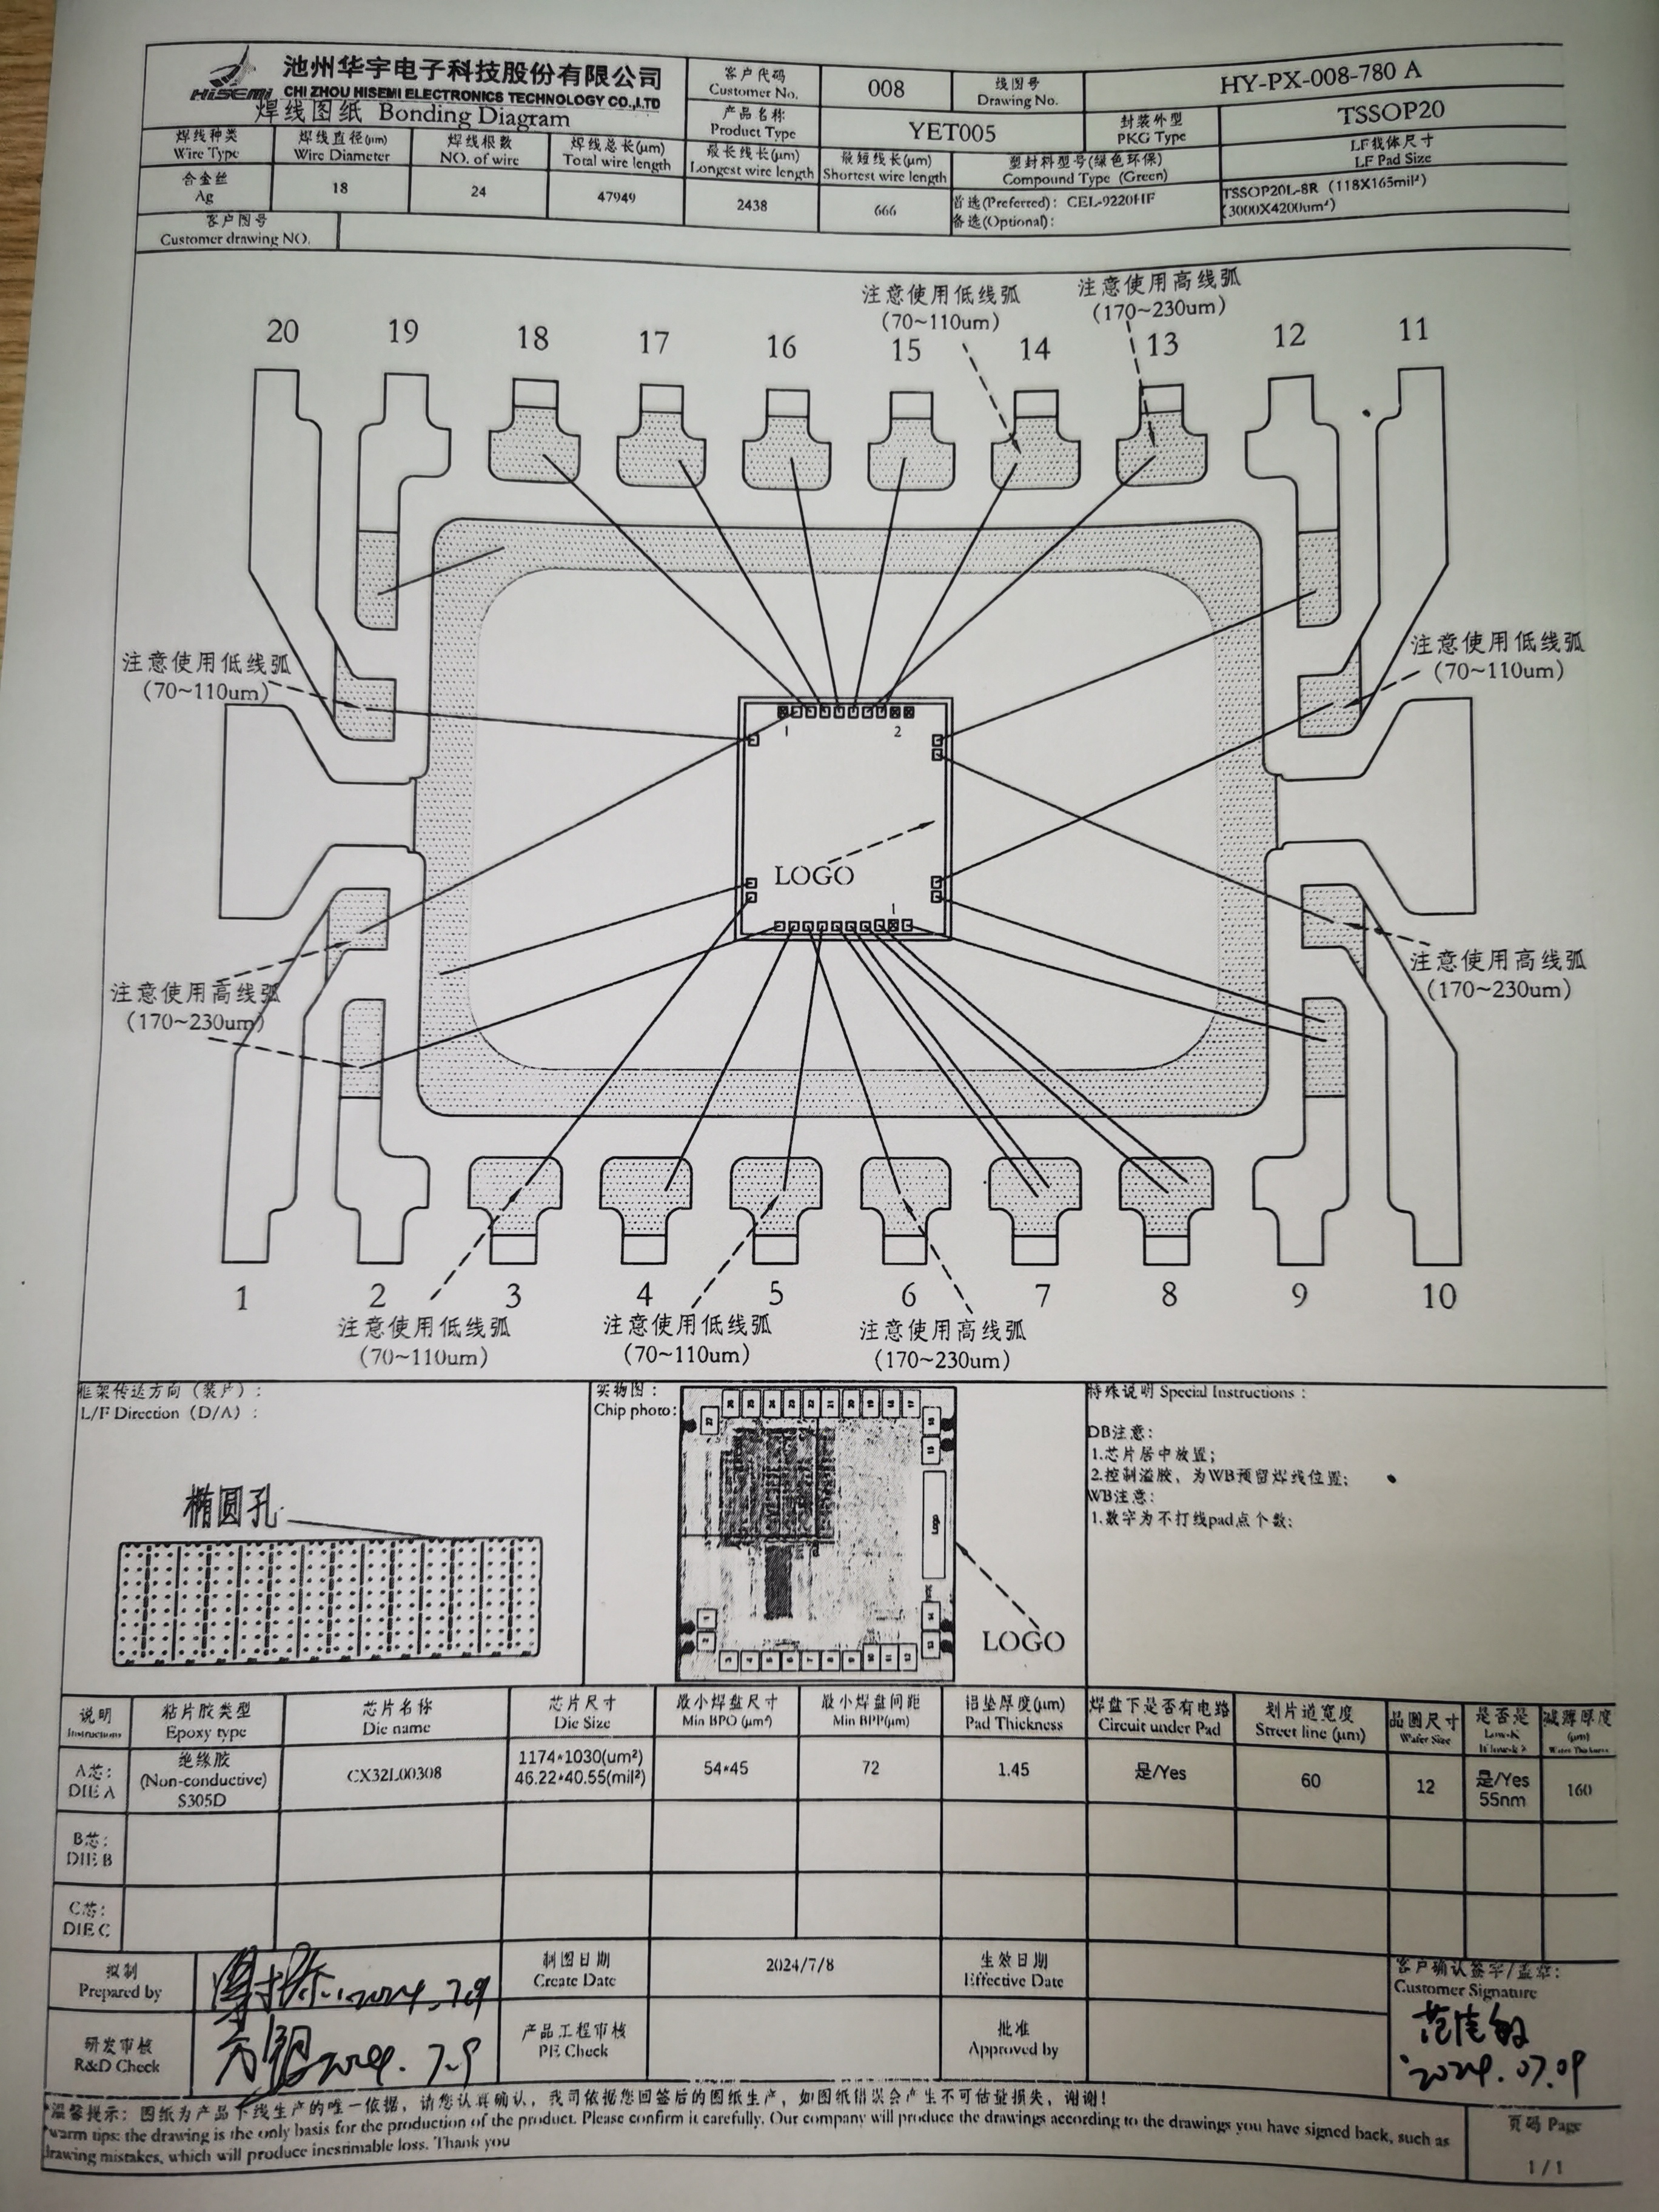 池州华宇电子科技股份有限公司
HISEMI CHI ZHOU HISEMI ELECTRONICS TECHNOLOGY CO.,LTD
焊线图纸 Bonding Diagram
客户代码
Customer No.
008
线图号
Drawing No.
HY-PX-008-780 A
产品名称
Product Type
YET005
封装外型
PKG Type
TSSOP20
焊线种类
Wire Type
焊线直径(um)
Wire Diameter
焊线根数
NO. of wire
焊线总长(μm)
Total wire length
最长线长(μm)
Longest wire length
最短线长(μm)
Shortest wire length
塑封料型号(绿色环保)
Compound Type (Green)
LF载体尺寸
LF Pad Size
合金丝
Ag
18
24
47949
2438
666
首选(Preferred): CEL-9220HF
备选(Optional):
TSSOP20L-8R (118X165mil²)
(3000X4200um²)
客户图号
Customer drawing NO.
注意使用低线弧
(70~110um)
注意使用高线弧
(170~230um)
20 19 18 17 16 15 14 13 12 11
注意使用低线弧
(70~110um)
注意使用低线弧
(70~110um)
1 2
LOGO
1
注意使用高线弧
(170~230um)
注意使用高线弧
(170~230um)
1 2 3 4 5 6 7 8 9 10
注意使用低线弧
(70~110um)
注意使用低线弧
(70~110um)
注意使用高线弧
(170~230um)
框架传送方向(装片):
L/F Direction (D/A):
椭圆孔
实物图:
Chip photo:
LOGO
特殊说明 Special Instructions:
DB注意:
1.芯片居中放置;
2.控制溢胶，为WB预留焊线位置;
WB注意:
1.数字为不打线pad点个数;
说明
Instructions
粘片胶类型
Epoxy type
芯片名称
Die name
芯片尺寸
Die Size
最小焊盘尺寸
Min BPO (μm²)
最小焊盘间距
Min BPP(μm)
铝垫厚度(μm)
Pad Thickness
焊盘下是否有电路
Circuit under Pad
划片道宽度
Street line (μm)
晶圆尺寸
Wafer Size
是否是
Low-K
减薄厚度
(μm)
A芯:
DIE A
绝缘胶
(Non-conductive)
S305D
CX32L00308
1174*1030(um²)
46.22*40.55(mil²)
54*45
72
1.45
是/Yes
60
12
是/Yes
55nm
160
B芯:
DIE B
C芯:
DIE C
拟制
Prepared by
2024.7.9
制图日期
Create Date
2024/7/8
生效日期
Effective Date
客户确认签字/盖章:
Customer Signature
2024.07.09
研发审核
R&D Check
2024.7.9
产品工程审核
PE Check
批准
Approved by
*温馨提示: 图纸为产品下线生产的唯一依据，请您认真确认，我司依据您回签后的图纸生产，如图纸错误会产生不可估量损失，谢谢!
*warm tips: the drawing is the only basis for the production of the product. Please confirm it carefully. Our company will produce the drawings according to the drawings you have signed back, such as
drawing mistakes, which will produce inestimable loss. Thank you
页码 Page
1/1